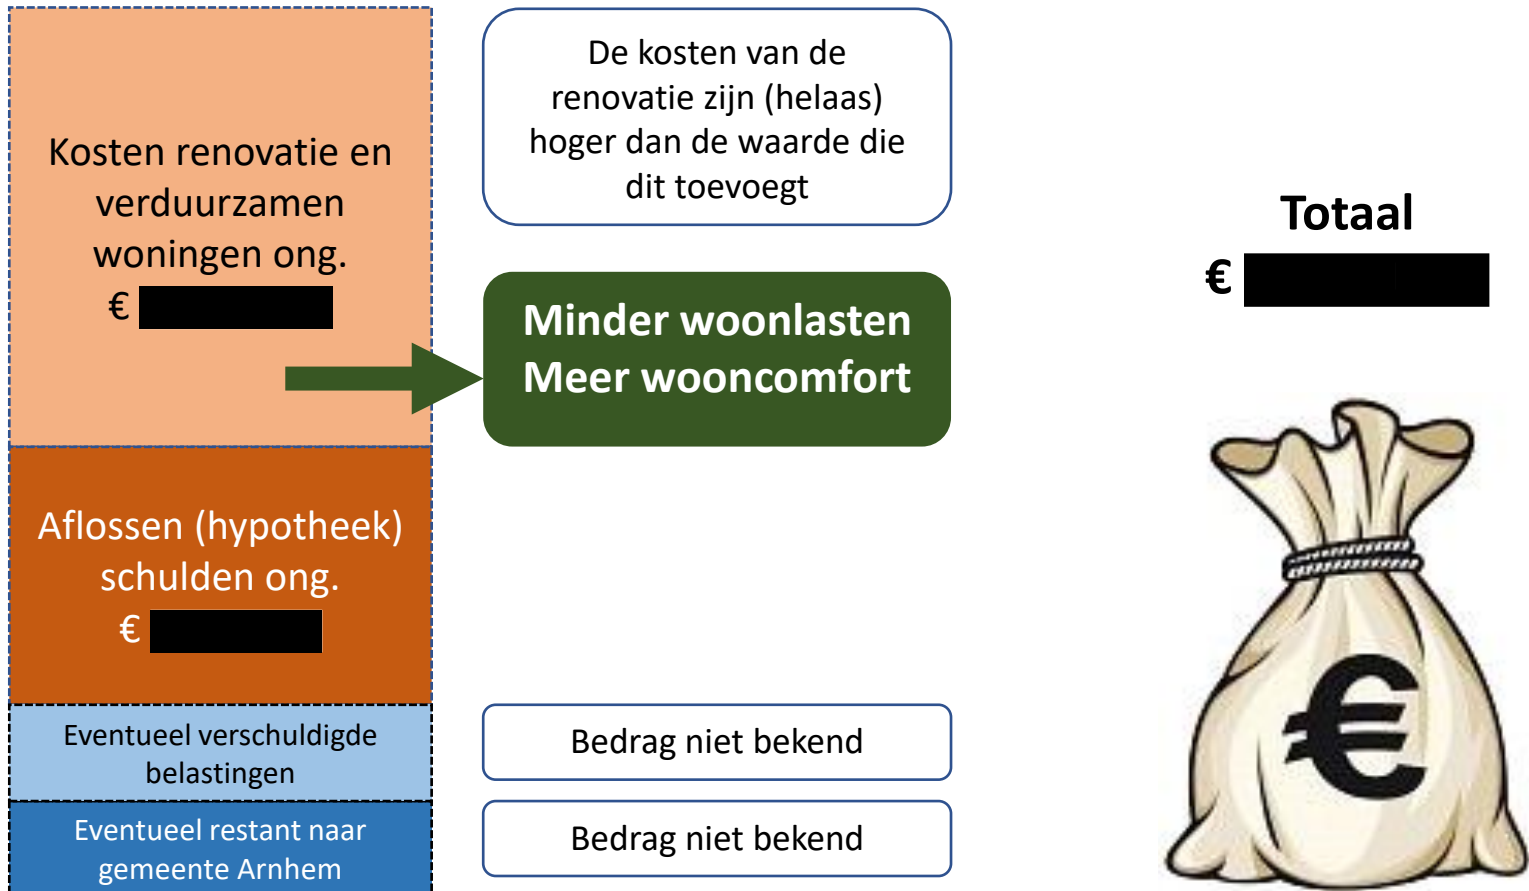 Kosten renovatie en
verduurzamen
woningen ong.
€
De kosten van de
renovatie zijn (helaas)
hoger dan de waarde die
dit toevoegt
Minder woonlasten
Meer wooncomfort
Totaal
€
Aflossen (hypotheek)
schulden ong.
€
Eventueel verschuldigde
belastingen
Bedrag niet bekend
Eventueel restant naar
gemeente Arnhem
Bedrag niet bekend
€